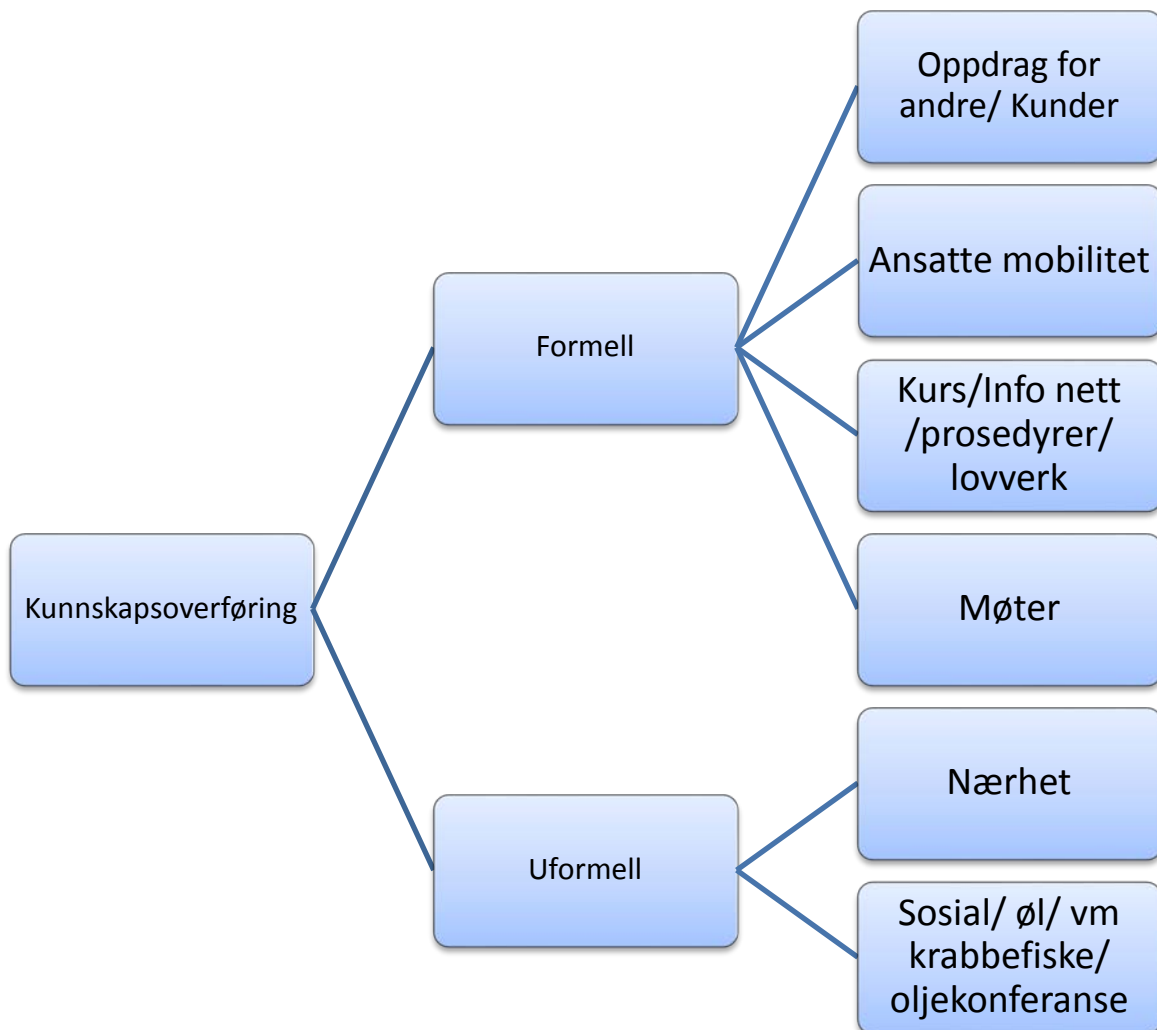 Kunnskapsoverføring
Formell
Oppdrag for
andre/ Kunder
Ansatte mobilitet
Kurs/Info nett
/prosedyrer/
lovverk
Møter
Uformell
Nærhet
Sosial/ øl/ vm
krabbefiske/
oljekonferanse